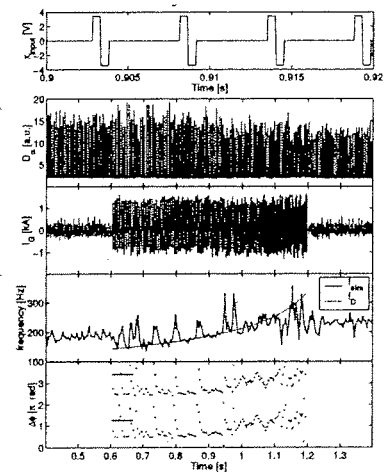 x_input [V]
4
2
0
−2
−4
0.9 0.905 0.91 0.915 0.92
Time [s]
D_α [a.u.]
20
15
10
5
I_G [kA]
1
0
-1
frequency [Hz]
300
200
100
f_D
Δϕ [π rad]
3
2
1
0
0.5 0.6 0.7 0.8 0.9 1 1.1 1.2 1.3
Time [s]